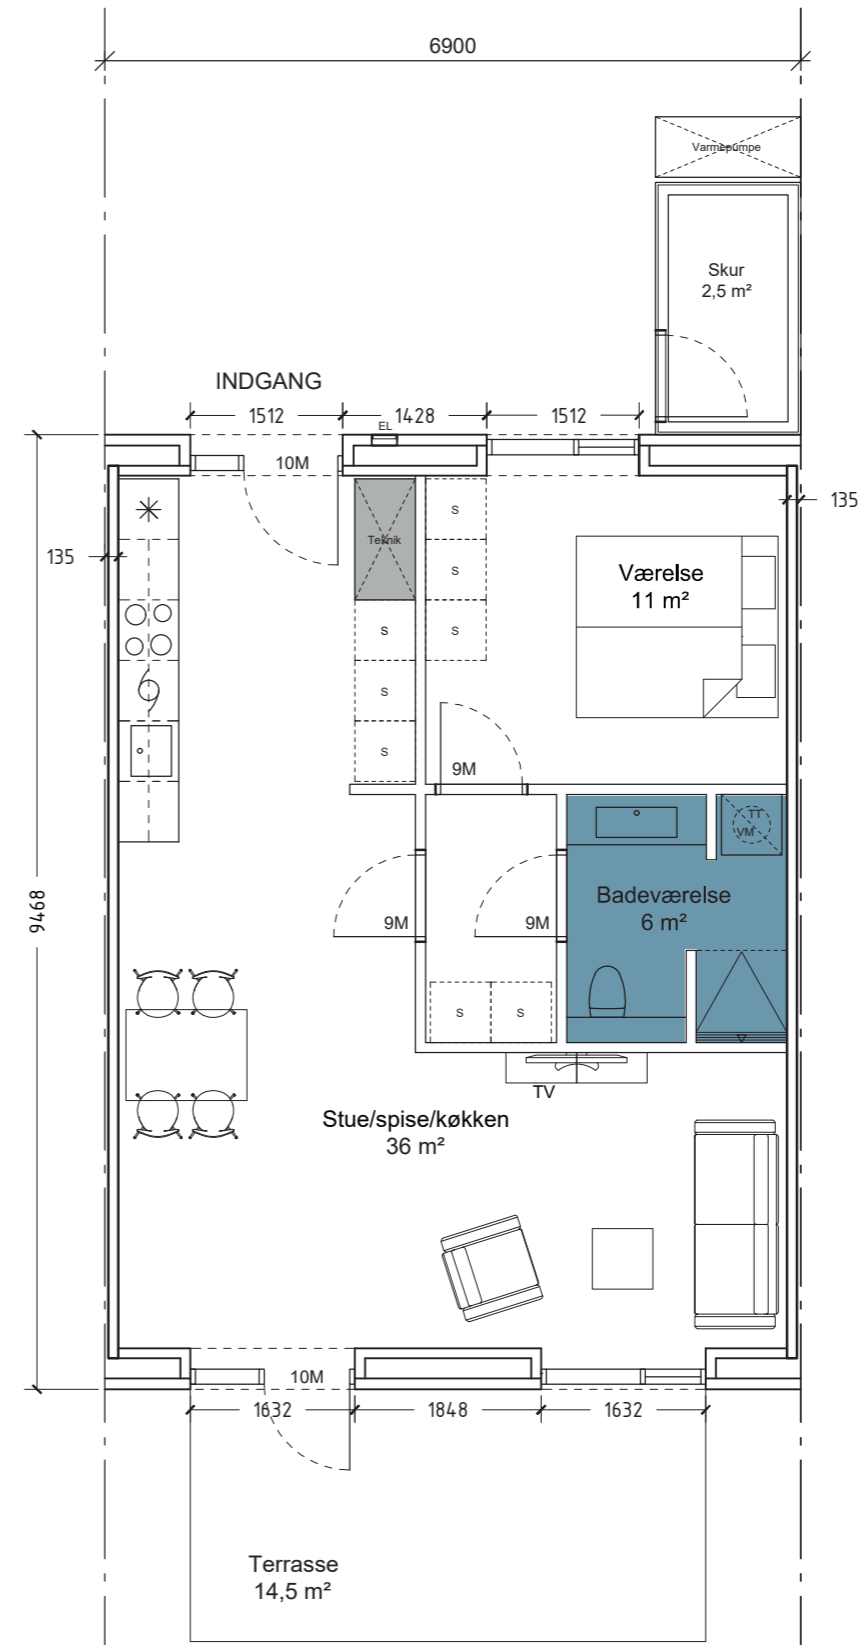 6900
Varmepumpe
Skur
2,5 m²
INDGANG
1512
1428
1512
EL
10M
135
135
Teknik
S
S
S
S
S
S
Værelse
11 m²
9M
TT
VM
Badeværelse
6 m²
9M
9M
9468
S
S
TV
Stue/spise/køkken
36 m²
10M
1632
1848
1632
Terrasse
14,5 m²